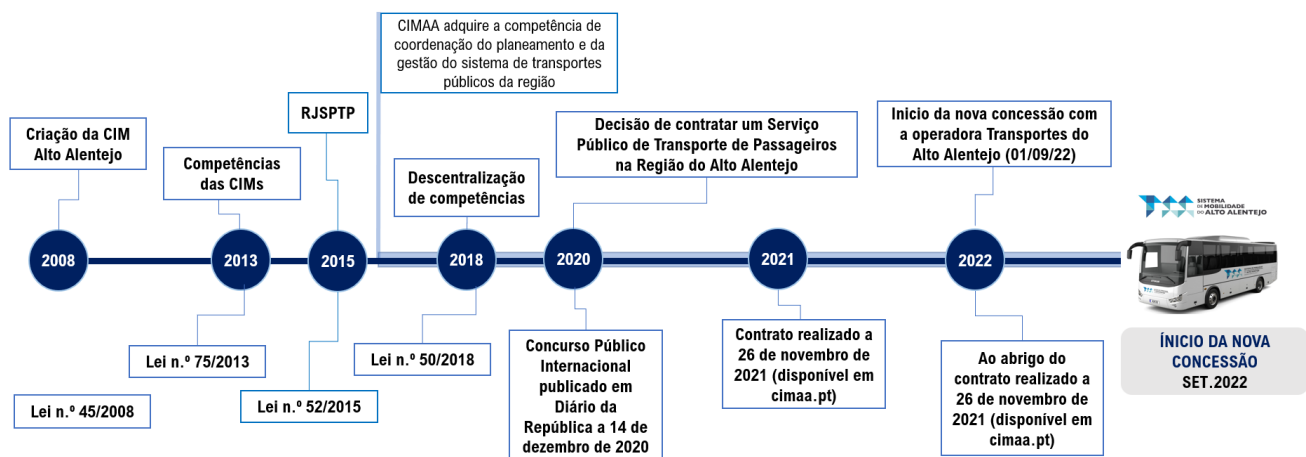 CIMAA adquire a competência de
coordenação do planeamento e da
gestão do sistema de transportes
públicos da região
RJSPTP
Criação da CIM
Alto Alentejo
Competências
das CIMs
Descentralização
de competências
Decisão de contratar um Serviço
Público de Transporte de Passageiros
na Região do Alto Alentejo
Inicio da nova concessão com
a operadora Transportes do
Alto Alentejo (01/09/22)
SISTEMA
DE MOBILIDADE
DO ALTO ALENTEJO
2008
2013
2015
2018
2020
2021
2022
Lei n.º 45/2008
Lei n.º 75/2013
Lei n.º 52/2015
Lei n.º 50/2018
Concurso Público
Internacional
publicado em
Diário da
República a 14 de
dezembro de 2020
Contrato realizado a
26 de novembro de
2021 (disponível em
cimaa.pt)
Ao abrigo do
contrato realizado a
26 de novembro de
2021 (disponível em
cimaa.pt)
ÍNICIO DA NOVA
CONCESSÃO
SET.2022